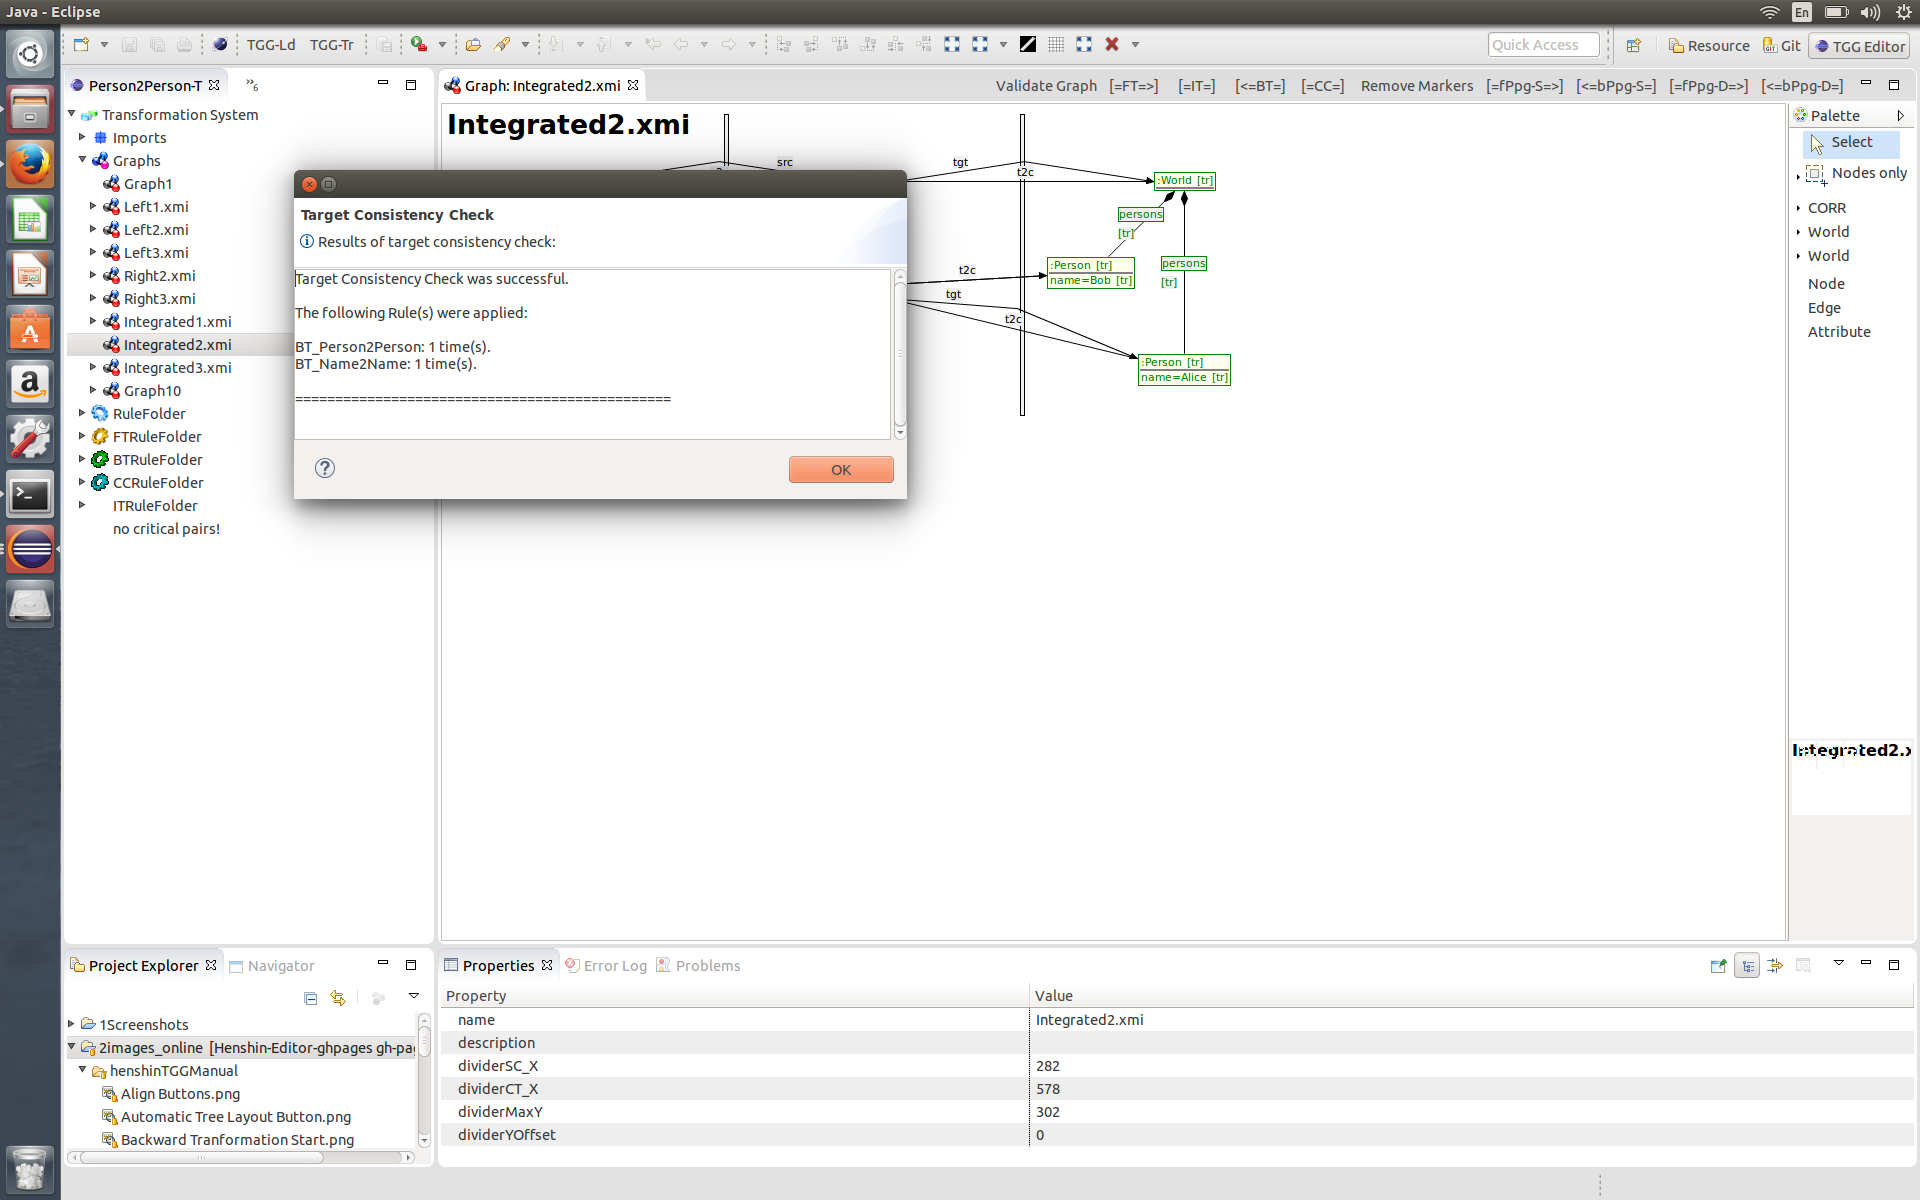 Java - Eclipse
En
TGG-Ld
TGG-Tr
Quick Access
Resource
Git
TGG Editor
Person2Person-T
»6
Transformation System
Imports
Graphs
Graph1
Left1.xmi
Left2.xmi
Left3.xmi
Right2.xmi
Right3.xmi
Integrated1.xmi
Integrated2.xmi
Integrated3.xmi
Graph10
RuleFolder
FTRuleFolder
BTRuleFolder
CCRuleFolder
ITRuleFolder
no critical pairs!
Graph: Integrated2.xmi
Validate Graph
[=FT=>]
[=IT=]
[<=BT=]
[=CC=]
Remove Markers
[=fPpg-S=>]
[<=bPpg-S=]
[=fPpg-D=>]
[<=bPpg-D=]
Integrated2.xmi
src
tgt
t2c
:World [tr]
persons
[tr]
persons
[tr]
t2c
:Person [tr]
name=Bob [tr]
tgt
t2c
:Person [tr]
name=Alice [tr]
Target Consistency Check
Results of target consistency check:
Target Consistency Check was successful.
The following Rule(s) were applied:
BT_Person2Person: 1 time(s).
BT_Name2Name: 1 time(s).
===============================================
?
OK
Palette
Select
Nodes only
CORR
World
World
Node
Edge
Attribute
Integrated2.x
Project Explorer
Navigator
1Screenshots
2images_online [Henshin-Editor-ghpages gh-pa
henshinTGGManual
Align Buttons.png
Automatic Tree Layout Button.png
Backward Tranformation Start.png
Properties
Error Log
Problems
Property
Value
name
Integrated2.xmi
description
dividerSC_X
282
dividerCT_X
578
dividerMaxY
302
dividerYOffset
0